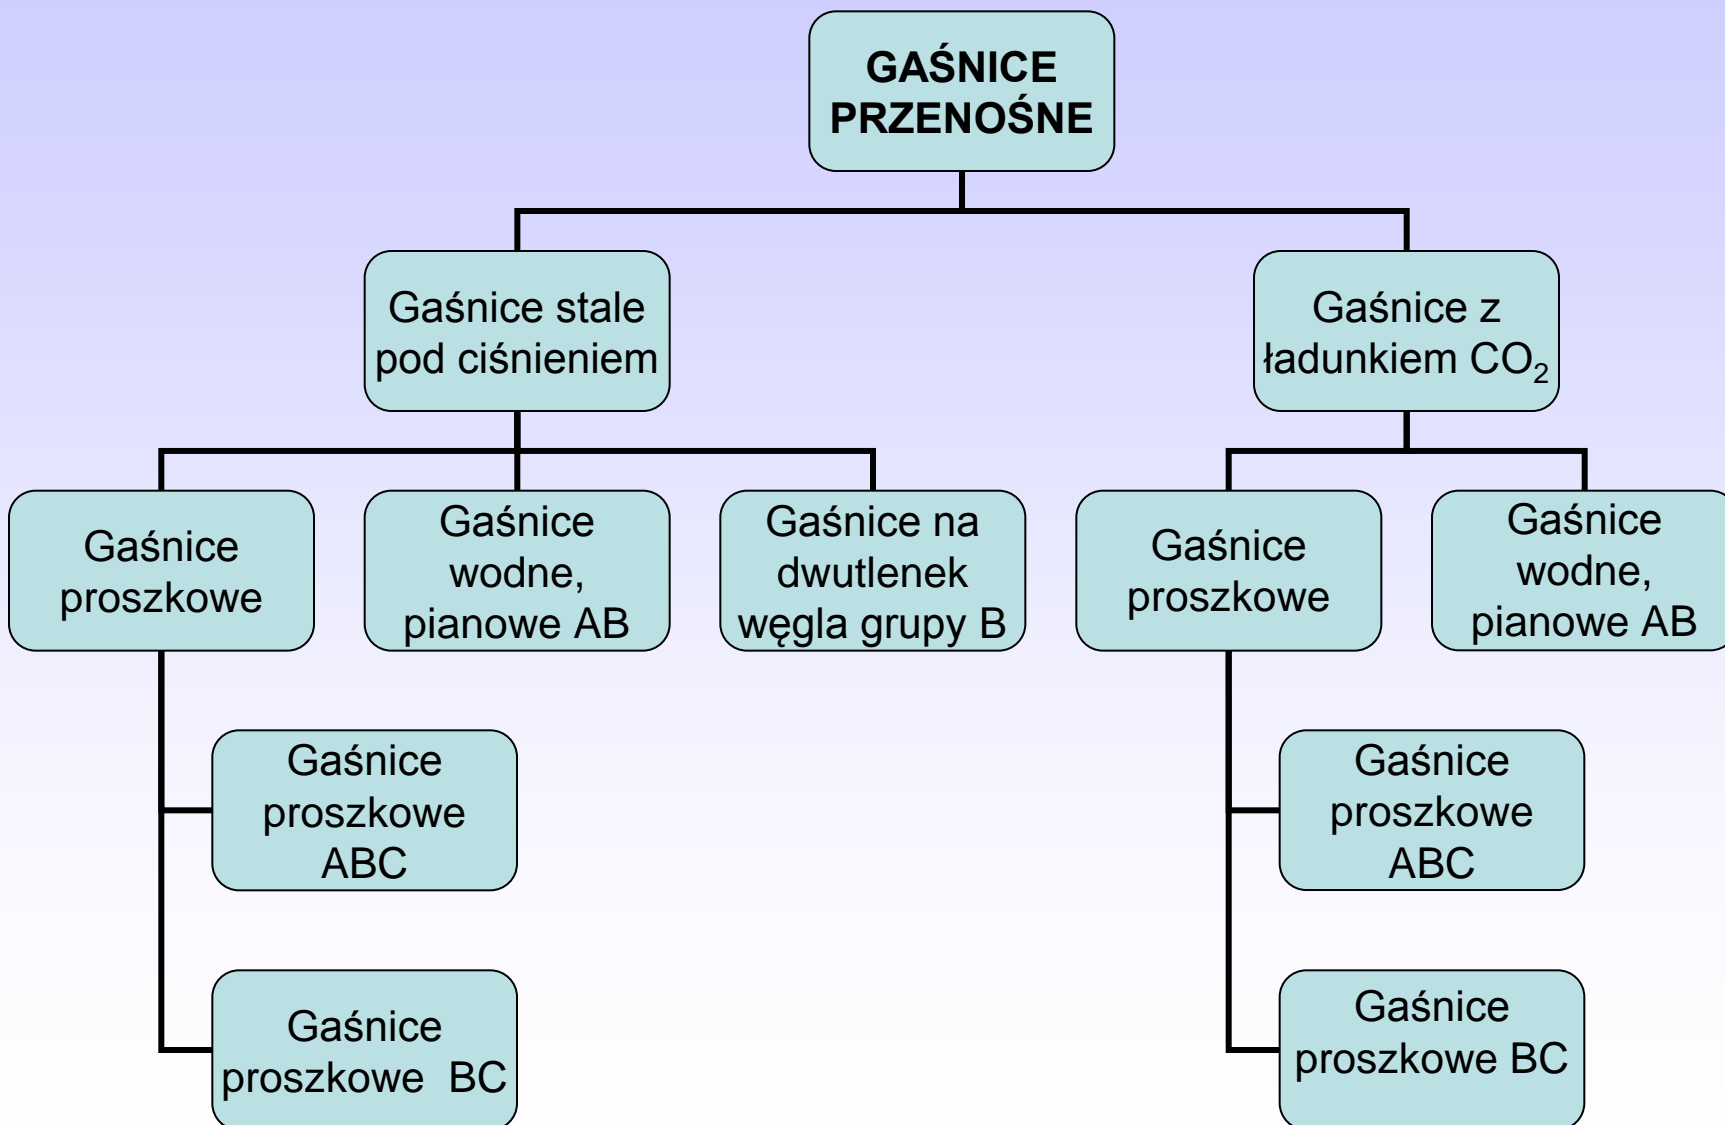 GAŚNICE
PRZENOŚNE
Gaśnice stale
pod ciśnieniem
Gaśnice z
ładunkiem CO₂
Gaśnice
proszkowe
Gaśnice
wodne,
pianowe AB
Gaśnice na
dwutlenek
węgla grupy B
Gaśnice
proszkowe
Gaśnice
wodne,
pianowe AB
Gaśnice
proszkowe
ABC
Gaśnice
proszkowe
ABC
Gaśnice
proszkowe  BC
Gaśnice
proszkowe BC